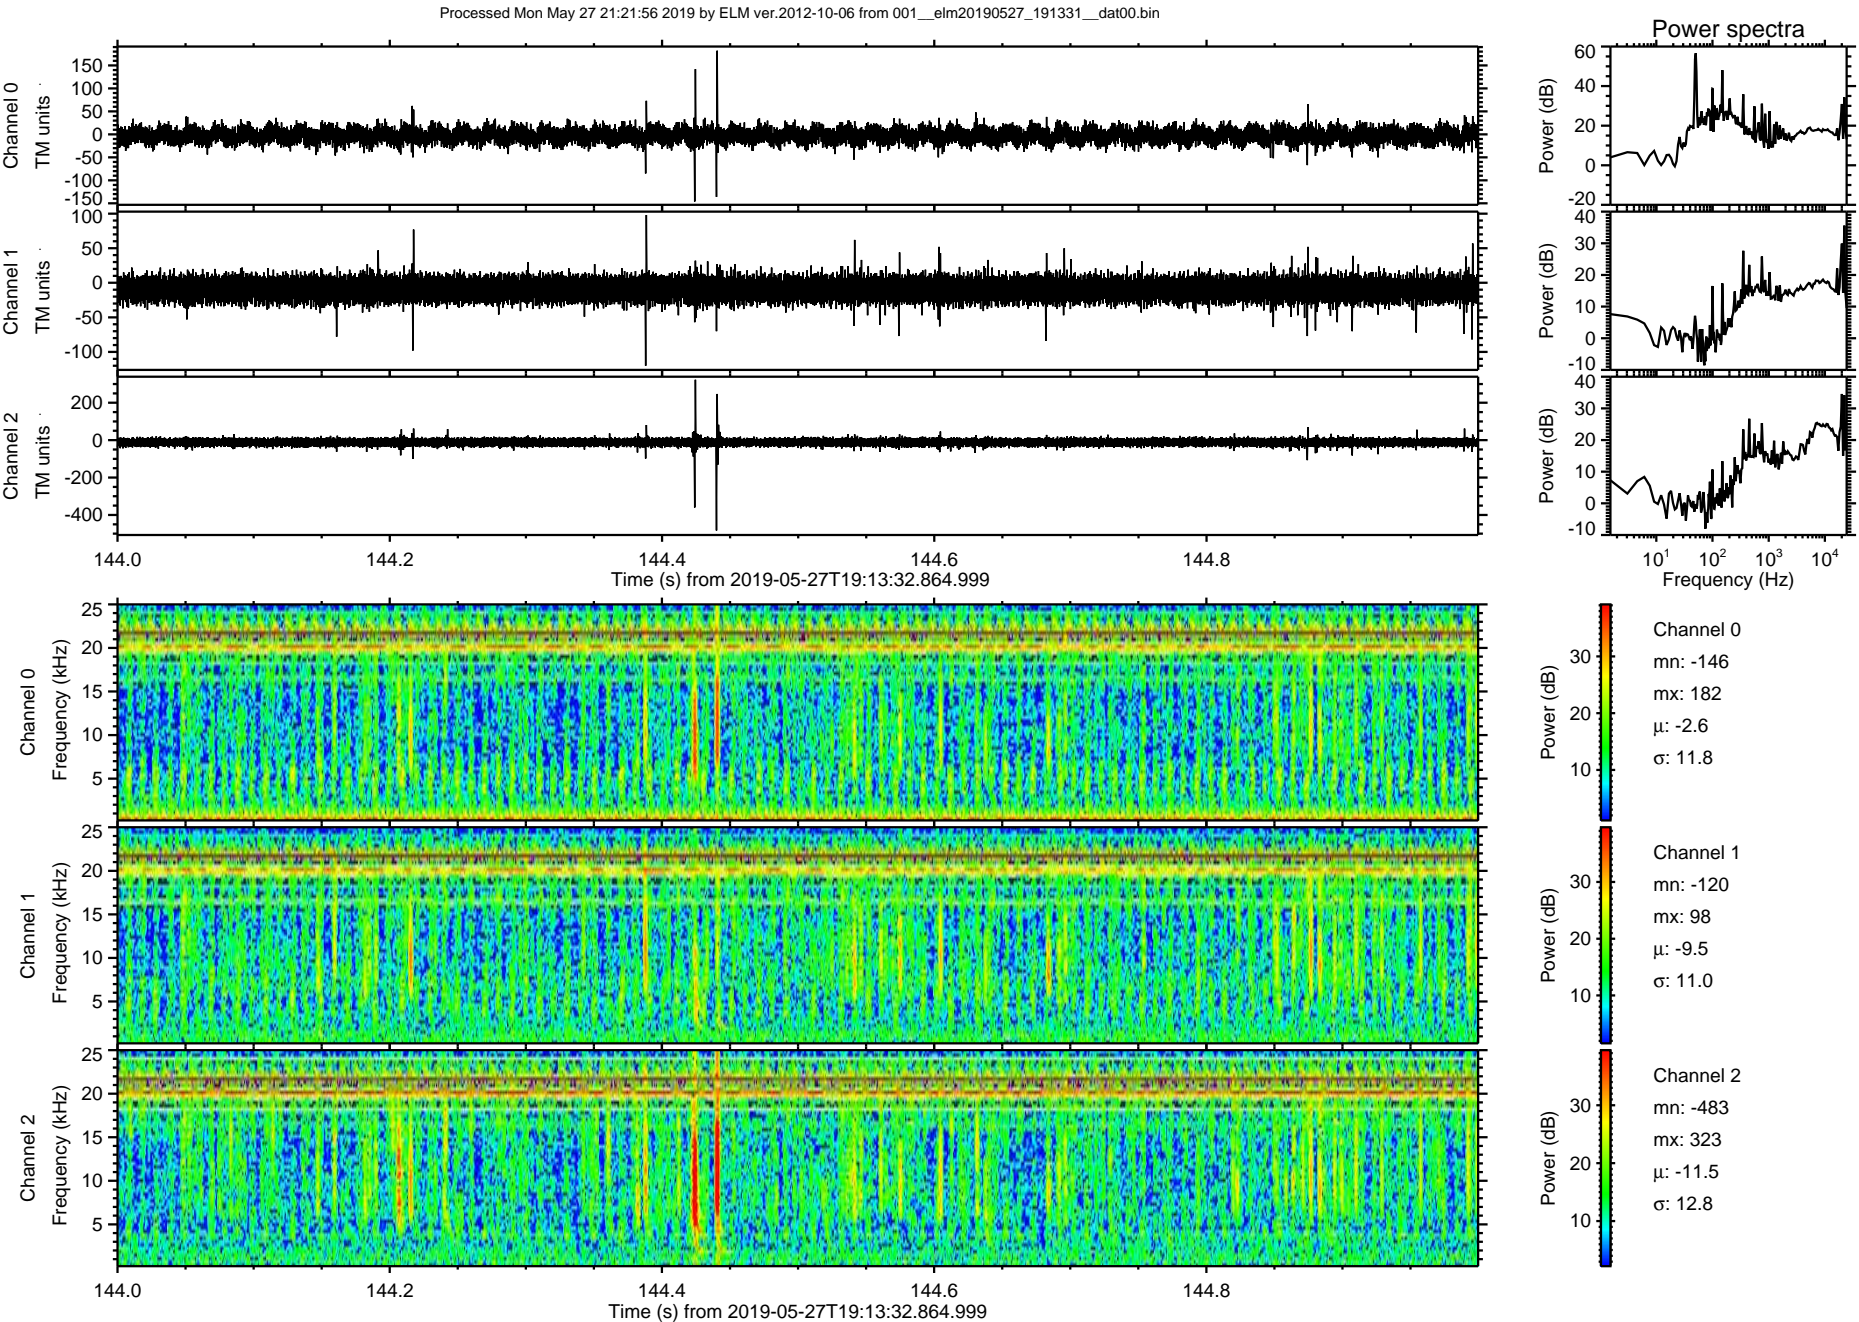 Processed Mon May 27 21:21:56 2019 by ELM ver.2012-10-06 from 001__elm20190527_191331__dat00.bin
Power spectra
Channel 0
TM units
150
100
50
0
-50
-100
-150
Power (dB)
60
40
20
0
-20
Channel 1
TM units
100
50
0
-50
-100
Power (dB)
40
30
20
10
0
-10
Channel 2
TM units
200
0
-200
-400
Power (dB)
40
30
20
10
0
-10
144.0 144.2 144.4 144.6 144.8
Time (s) from 2019-05-27T19:13:32.864.999
10¹ 10² 10³ 10⁴
Frequency (Hz)
Channel 0
Frequency (kHz)
25
20
15
10
5
Power (dB)
30
20
10
Channel 0
mn: -146
mx: 182
μ: -2.6
σ: 11.8
Channel 1
Frequency (kHz)
25
20
15
10
5
Power (dB)
30
20
10
Channel 1
mn: -120
mx: 98
μ: -9.5
σ: 11.0
Channel 2
Frequency (kHz)
25
20
15
10
5
Power (dB)
30
20
10
Channel 2
mn: -483
mx: 323
μ: -11.5
σ: 12.8
144.0 144.2 144.4 144.6 144.8
Time (s) from 2019-05-27T19:13:32.864.999